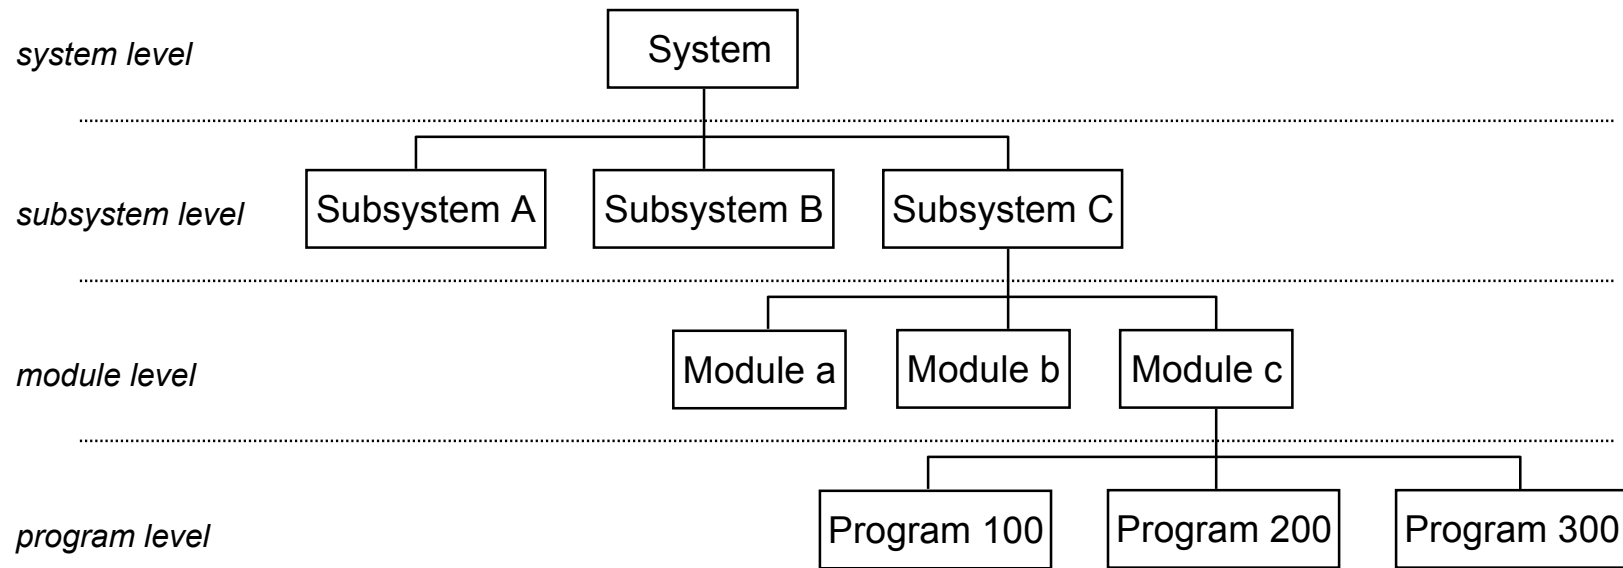 system level
System
subsystem level
Subsystem A
Subsystem B
Subsystem C
module level
Module a
Module b
Module c
program level
Program 100
Program 200
Program 300